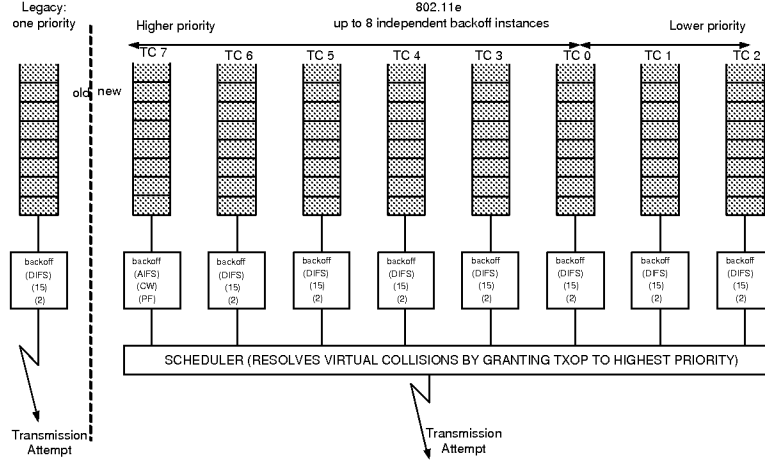 Legacy:
one priority
802.11e
up to 8 independent backoff instances
Higher priority
Lower priority
TC 7
TC 6
TC 5
TC 4
TC 3
TC 0
TC 1
TC 2
old
new
backoff
(DIFS)
(15)
(2)
backoff
(AIFS)
(CW)
(PF)
backoff
(DIFS)
(15)
(2)
backoff
(DIFS)
(15)
(2)
backoff
(DIFS)
(15)
(2)
backoff
(DIFS)
(15)
(2)
backoff
(DIFS)
(15)
(2)
backoff
(DIFS)
(15)
(2)
backoff
(DIFS)
(15)
(2)
SCHEDULER (RESOLVES VIRTUAL COLLISIONS BY GRANTING TXOP TO HIGHEST PRIORITY)
Transmission
Attempt
Transmission
Attempt